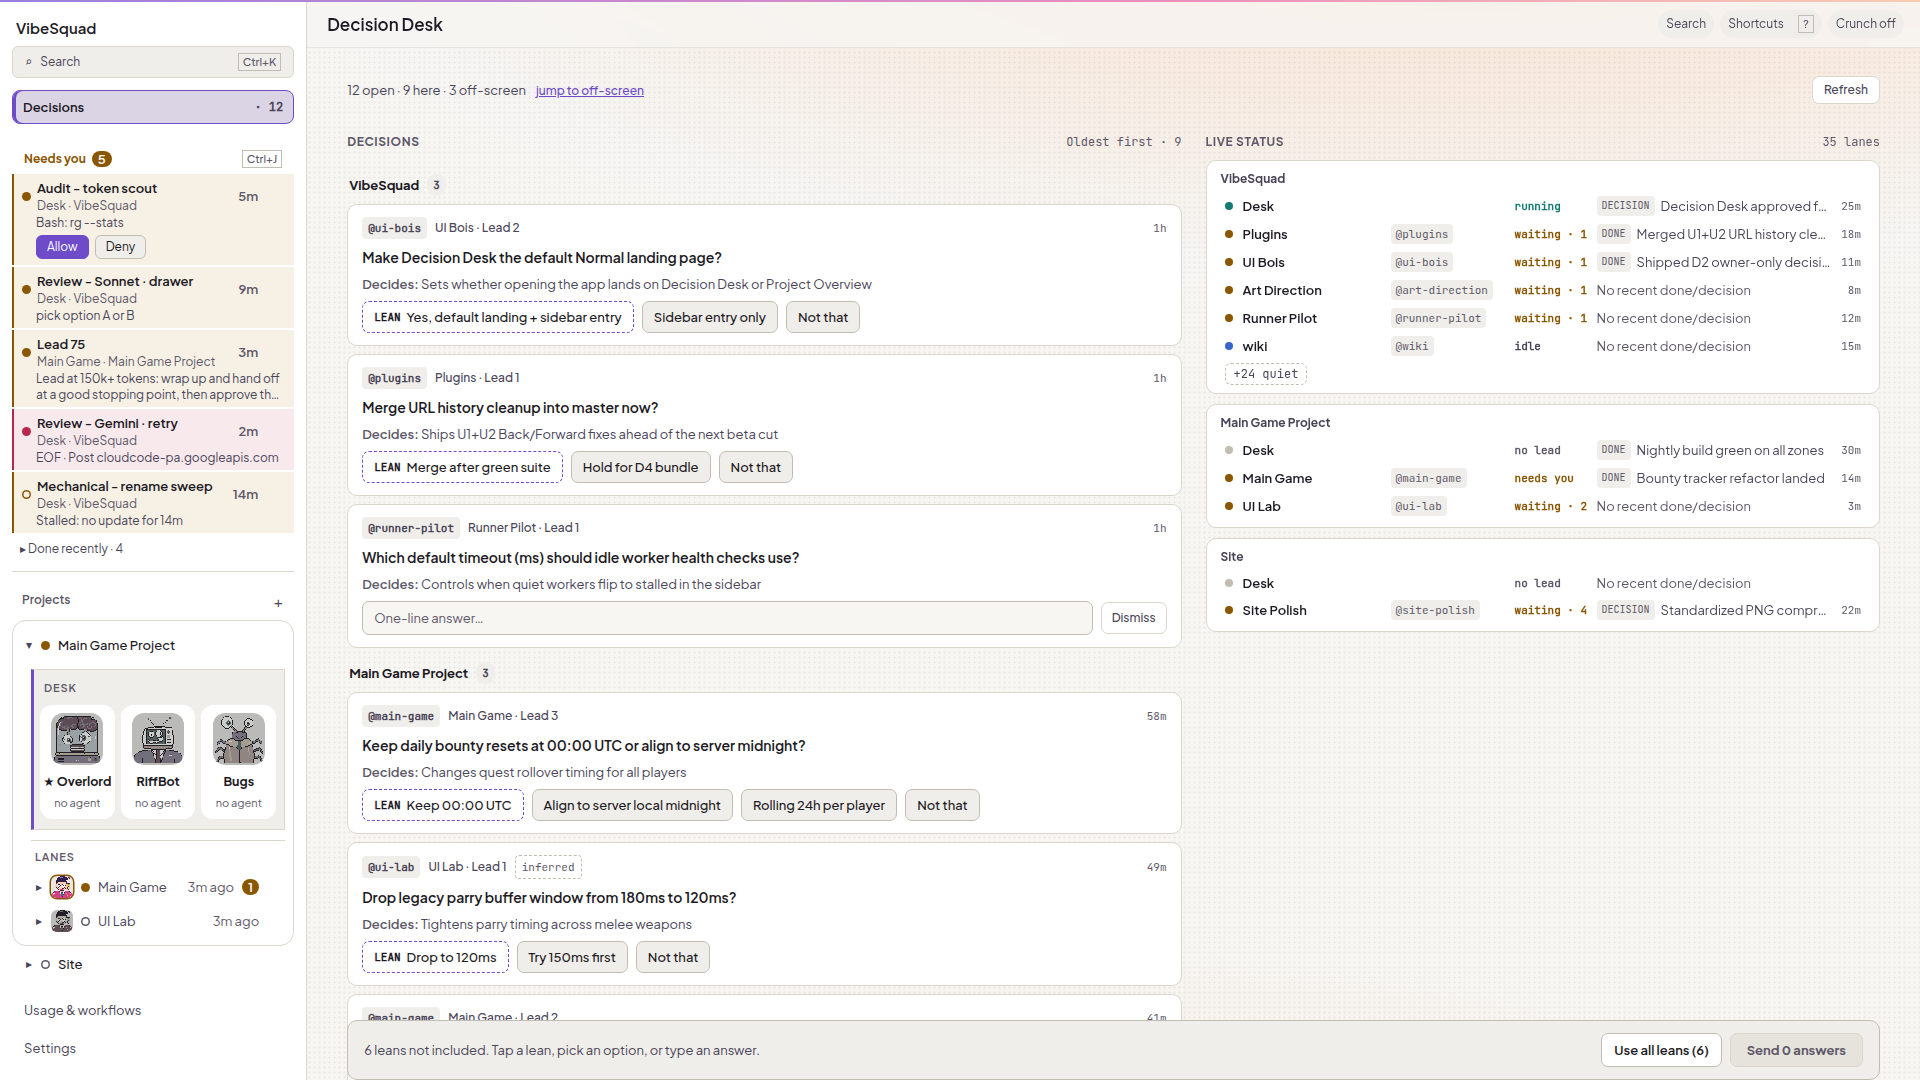 VibeSquad
Search Ctrl+K
Decisions · 12
Needs you 5 Ctrl+J
Audit – token scout 5m
Desk · VibeSquad
Bash: rg --stats
Allow Deny
Review – Sonnet · drawer 9m
Desk · VibeSquad
pick option A or B
Lead 75 3m
Main Game · Main Game Project
Lead at 150k+ tokens: wrap up and hand off
at a good stopping point, then approve th…
Review – Gemini · retry 2m
Desk · VibeSquad
EOF · Post cloudcode-pa.googleapis.com
Mechanical – rename sweep 14m
Desk · VibeSquad
Stalled: no update for 14m
▸ Done recently · 4
Projects +
▾ Main Game Project
DESK
★ Overlord RiffBot Bugs
no agent no agent no agent
LANES
▸ Main Game 3m ago 1
▸ UI Lab 3m ago
▸ Site
Usage & workflows
Settings
Decision Desk Search Shortcuts ? Crunch off
12 open · 9 here · 3 off-screen jump to off-screen Refresh
DECISIONS Oldest first · 9
VibeSquad 3
@ui-bois UI Bois · Lead 2 1h
Make Decision Desk the default Normal landing page?
Decides: Sets whether opening the app lands on Decision Desk or Project Overview
LEAN Yes, default landing + sidebar entry Sidebar entry only Not that
@plugins Plugins · Lead 1 1h
Merge URL history cleanup into master now?
Decides: Ships U1+U2 Back/Forward fixes ahead of the next beta cut
LEAN Merge after green suite Hold for D4 bundle Not that
@runner-pilot Runner Pilot · Lead 1 1h
Which default timeout (ms) should idle worker health checks use?
Decides: Controls when quiet workers flip to stalled in the sidebar
One-line answer… Dismiss
Main Game Project 3
@main-game Main Game · Lead 3 58m
Keep daily bounty resets at 00:00 UTC or align to server midnight?
Decides: Changes quest rollover timing for all players
LEAN Keep 00:00 UTC Align to server local midnight Rolling 24h per player Not that
@ui-lab UI Lab · Lead 1 inferred 49m
Drop legacy parry buffer window from 180ms to 120ms?
Decides: Tightens parry timing across melee weapons
LEAN Drop to 120ms Try 150ms first Not that
@main-game Main Game · Lead 2 41m
LIVE STATUS 35 lanes
VibeSquad
Desk running DECISION Decision Desk approved f… 25m
Plugins @plugins waiting · 1 DONE Merged U1+U2 URL history cle… 18m
UI Bois @ui-bois waiting · 1 DONE Shipped D2 owner-only decisi… 11m
Art Direction @art-direction waiting · 1 No recent done/decision 8m
Runner Pilot @runner-pilot waiting · 1 No recent done/decision 12m
wiki @wiki idle No recent done/decision 15m
+24 quiet
Main Game Project
Desk no lead DONE Nightly build green on all zones 30m
Main Game @main-game needs you DONE Bounty tracker refactor landed 14m
UI Lab @ui-lab waiting · 2 No recent done/decision 3m
Site
Desk no lead No recent done/decision
Site Polish @site-polish waiting · 4 DECISION Standardized PNG compr… 22m
6 leans not included. Tap a lean, pick an option, or type an answer. Use all leans (6) Send 0 answers